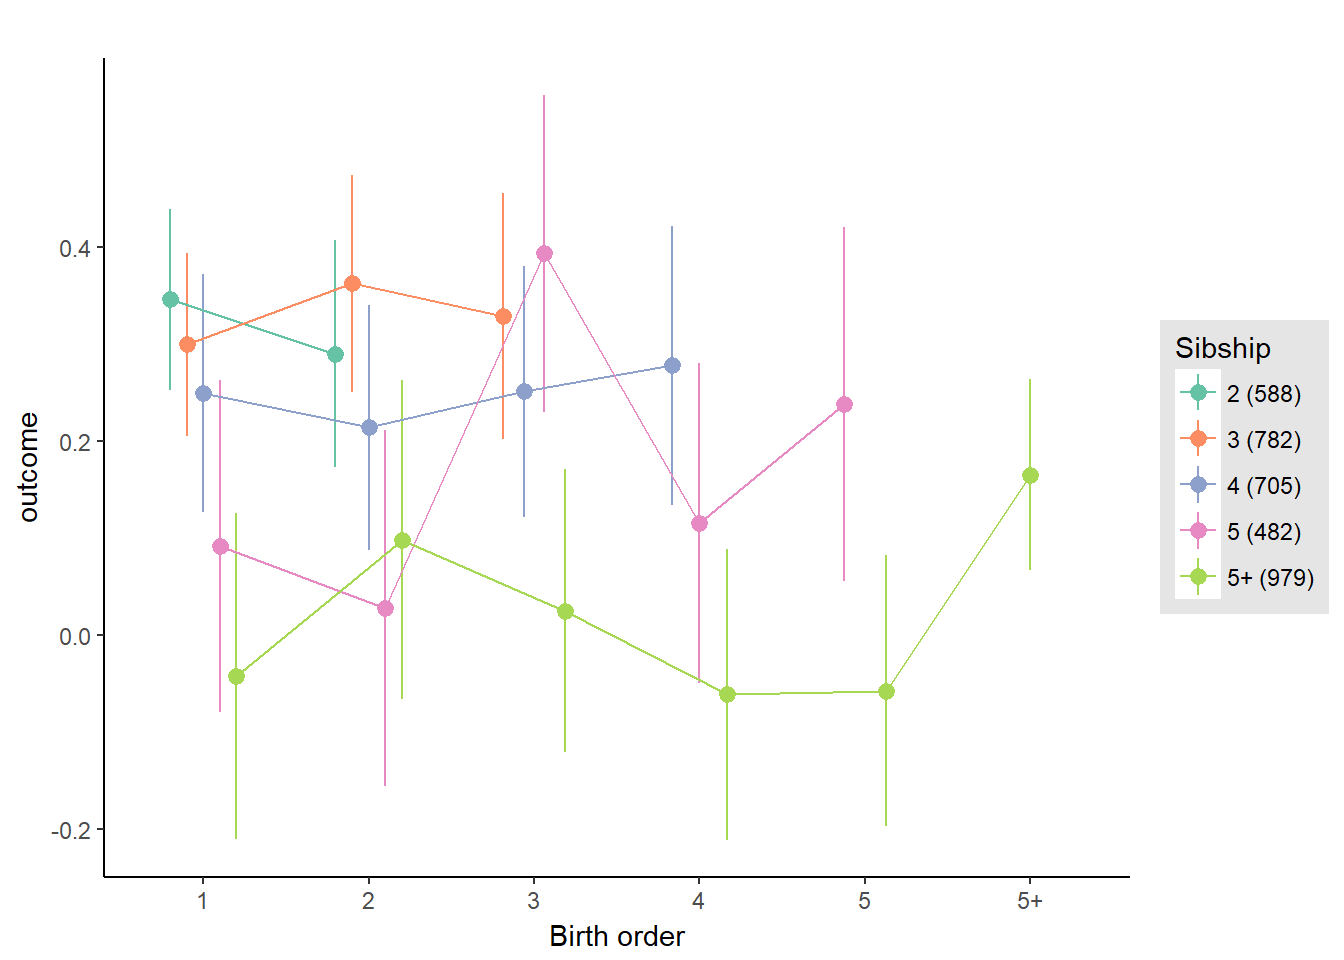 outcome
0.4
0.2
0.0
-0.2
1 2 3 4 5 5+
Birth order
Sibship
2 (588)
3 (782)
4 (705)
5 (482)
5+ (979)